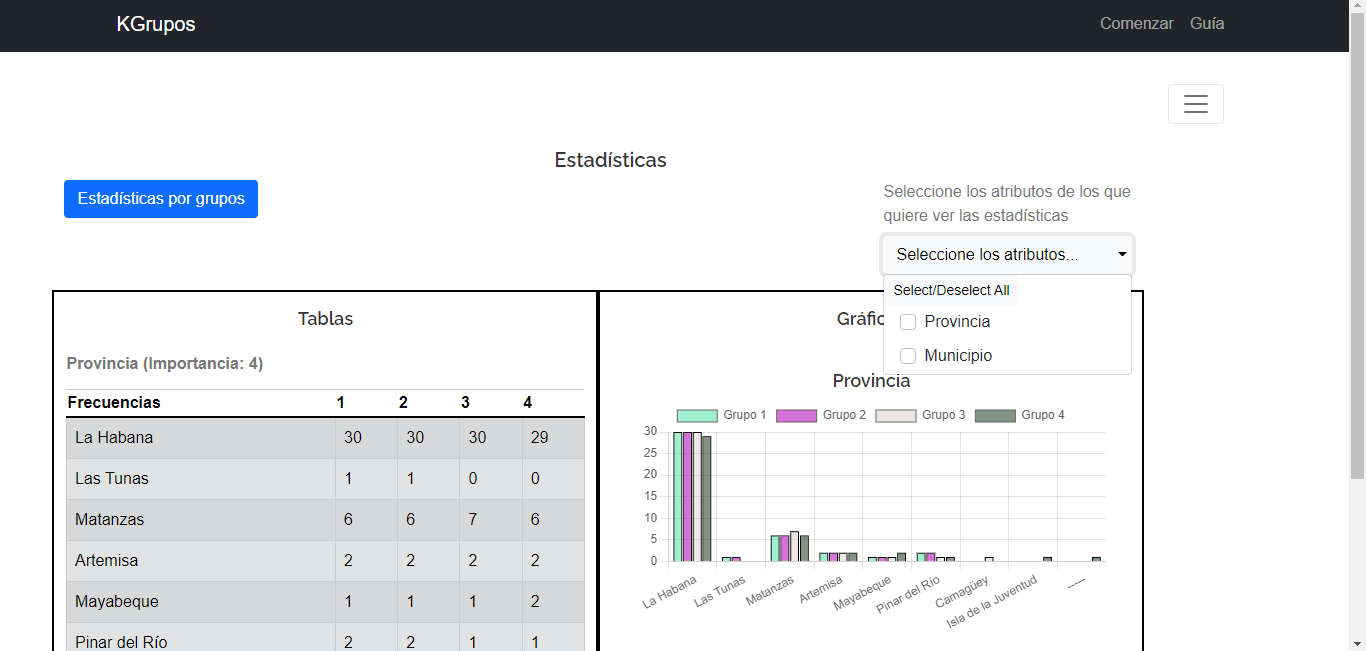 KGrupos
Comenzar Guía
Estadísticas
Estadísticas por grupos
Seleccione los atributos de los que
quiere ver las estadísticas
Seleccione los atributos...
Select/Deselect All
Provincia
Municipio
Tablas
Provincia (Importancia: 4)
Frecuencias 1 2 3 4
La Habana 30 30 30 29
Las Tunas 1 1 0 0
Matanzas 6 6 7 6
Artemisa 2 2 2 2
Mayabeque 1 1 1 2
Pinar del Río 2 2 1 1
Gráfic
Provincia
Grupo 1 Grupo 2 Grupo 3 Grupo 4
30
25
20
15
10
5
0
La Habana Las Tunas Matanzas Artemisa Mayabeque Pinar del Río Camagüey Isla de la Juventud -----